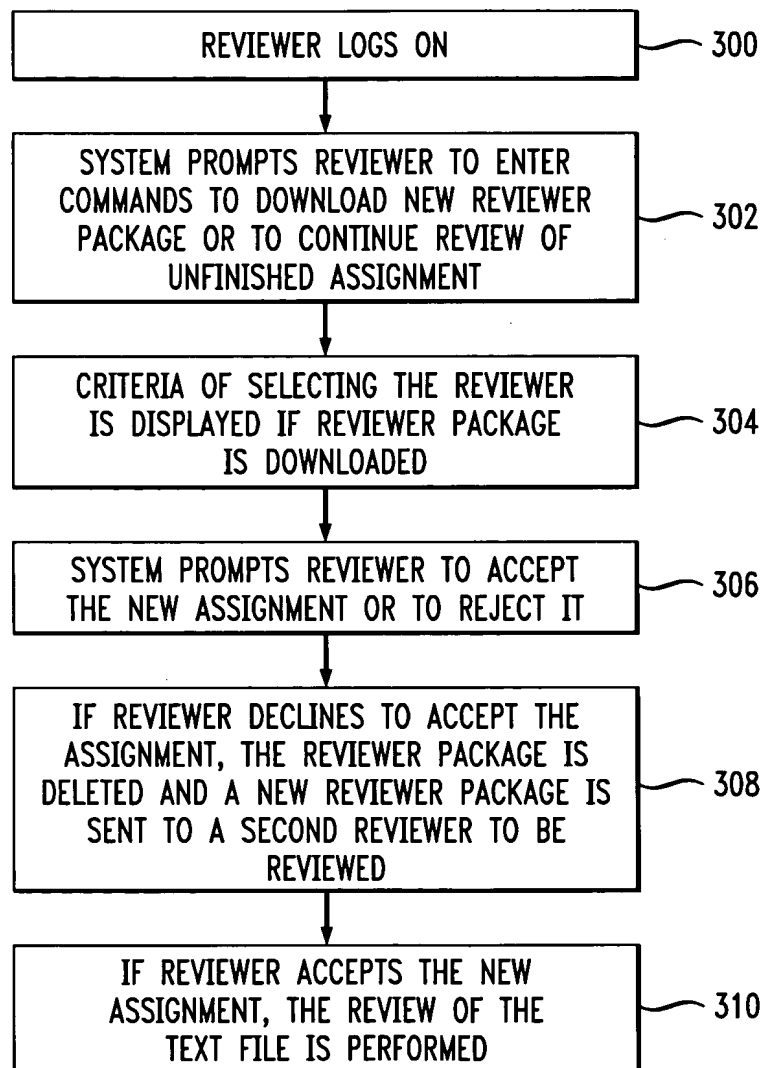 REVIEWER LOGS ON
300
SYSTEM PROMPTS REVIEWER TO ENTER
COMMANDS TO DOWNLOAD NEW REVIEWER
PACKAGE OR TO CONTINUE REVIEW OF
UNFINISHED ASSIGNMENT
302
CRITERIA OF SELECTING THE REVIEWER
IS DISPLAYED IF REVIEWER PACKAGE
IS DOWNLOADED
304
SYSTEM PROMPTS REVIEWER TO ACCEPT
THE NEW ASSIGNMENT OR TO REJECT IT
306
IF REVIEWER DECLINES TO ACCEPT THE
ASSIGNMENT, THE REVIEWER PACKAGE IS
DELETED AND A NEW REVIEWER PACKAGE IS
SENT TO A SECOND REVIEWER TO BE
REVIEWED
308
IF REVIEWER ACCEPTS THE NEW
ASSIGNMENT, THE REVIEW OF THE
TEXT FILE IS PERFORMED
310